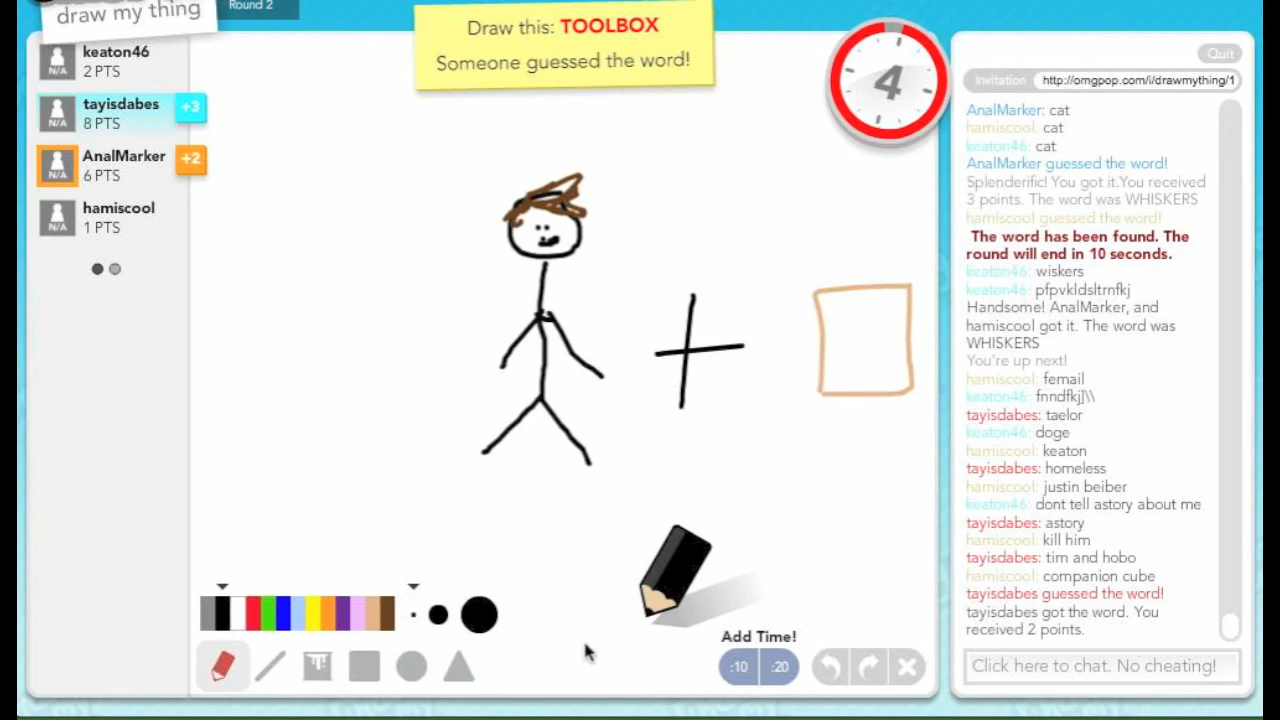 draw my thing
Round 2
Draw this: TOOLBOX
Someone guessed the word!
4
keaton46
2 PTS
N/A
tayisdabes
8 PTS
N/A
+3
AnalMarker
6 PTS
N/A
+2
hamiscool
1 PTS
N/A
Quit
Invitation http://omgpop.com/i/drawmything/1
AnalMarker: cat
hamiscool: cat
keaton46: cat
AnalMarker guessed the word!
Splenderific! You got it.You received
3 points. The word was WHISKERS
hamiscool guessed the word!
The word has been found. The
round will end in 10 seconds.
keaton46: wiskers
keaton46: pfpvkldsltrnfkj
Handsome! AnalMarker, and
hamiscool got it. The word was
WHISKERS
You're up next!
hamiscool: femail
keaton46: fnndfkj]\\
tayisdabes: taelor
keaton46: doge
hamiscool: keaton
tayisdabes: homeless
hamiscool: justin beiber
keaton46: dont tell astory about me
tayisdabes: astory
hamiscool: kill him
tayisdabes: tim and hobo
hamiscool: companion cube
tayisdabes guessed the word!
tayisdabes got the word. You
received 2 points.
Click here to chat. No cheating!
Add Time!
:10 :20